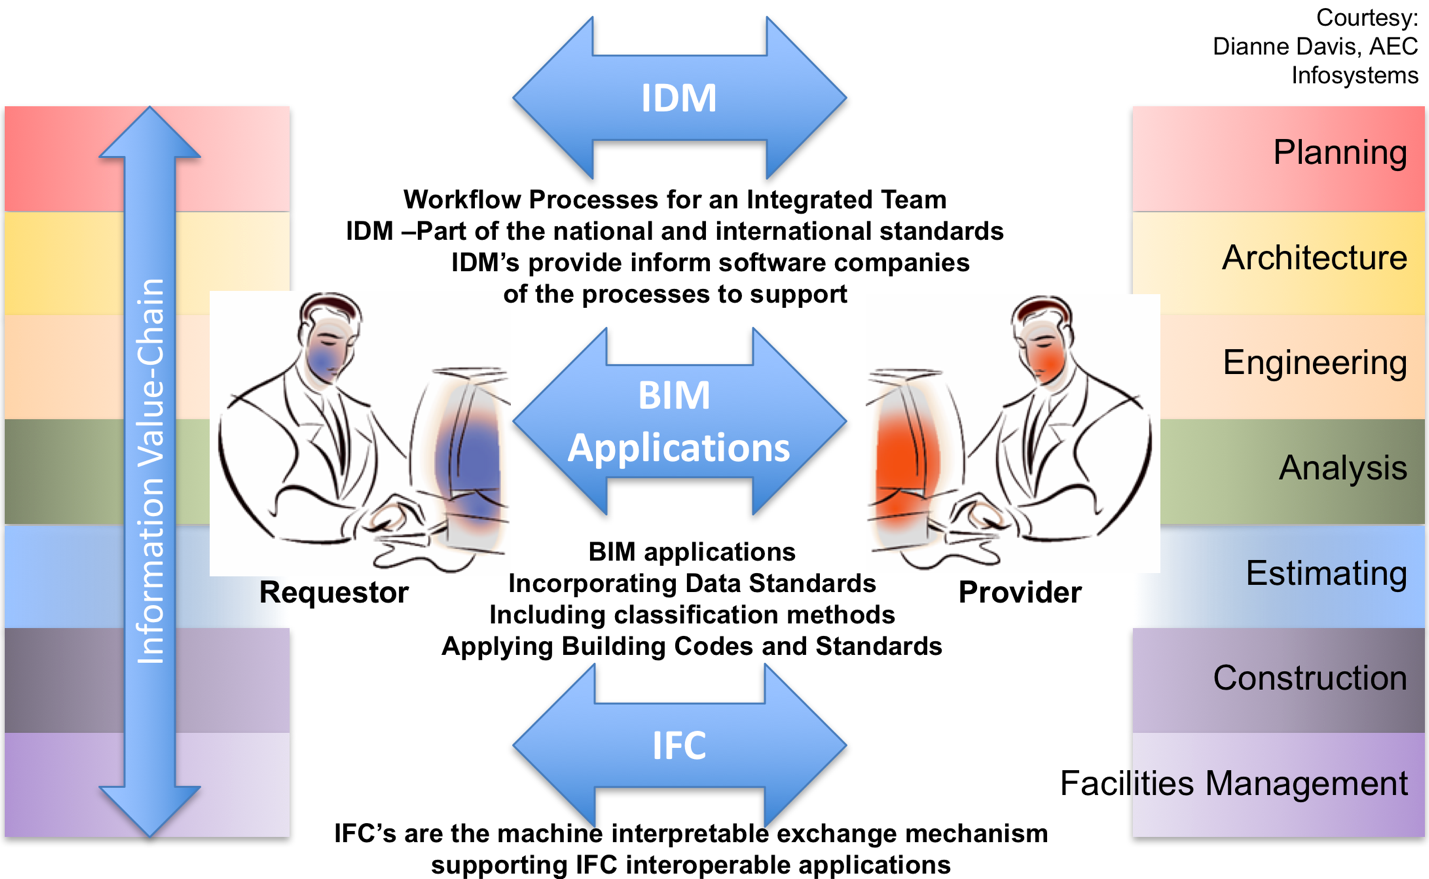 Courtesy:
Dianne Davis, AEC
Infosystems
IDM
Workflow Processes for an Integrated Team
IDM –Part of the national and international standards
IDM’s provide inform software companies
of the processes to support
Information Value-Chain
BIM
Applications
Requestor
Provider
BIM applications
Incorporating Data Standards
Including classification methods
Applying Building Codes and Standards
IFC
IFC’s are the machine interpretable exchange mechanism
supporting IFC interoperable applications
Planning
Architecture
Engineering
Analysis
Estimating
Construction
Facilities Management